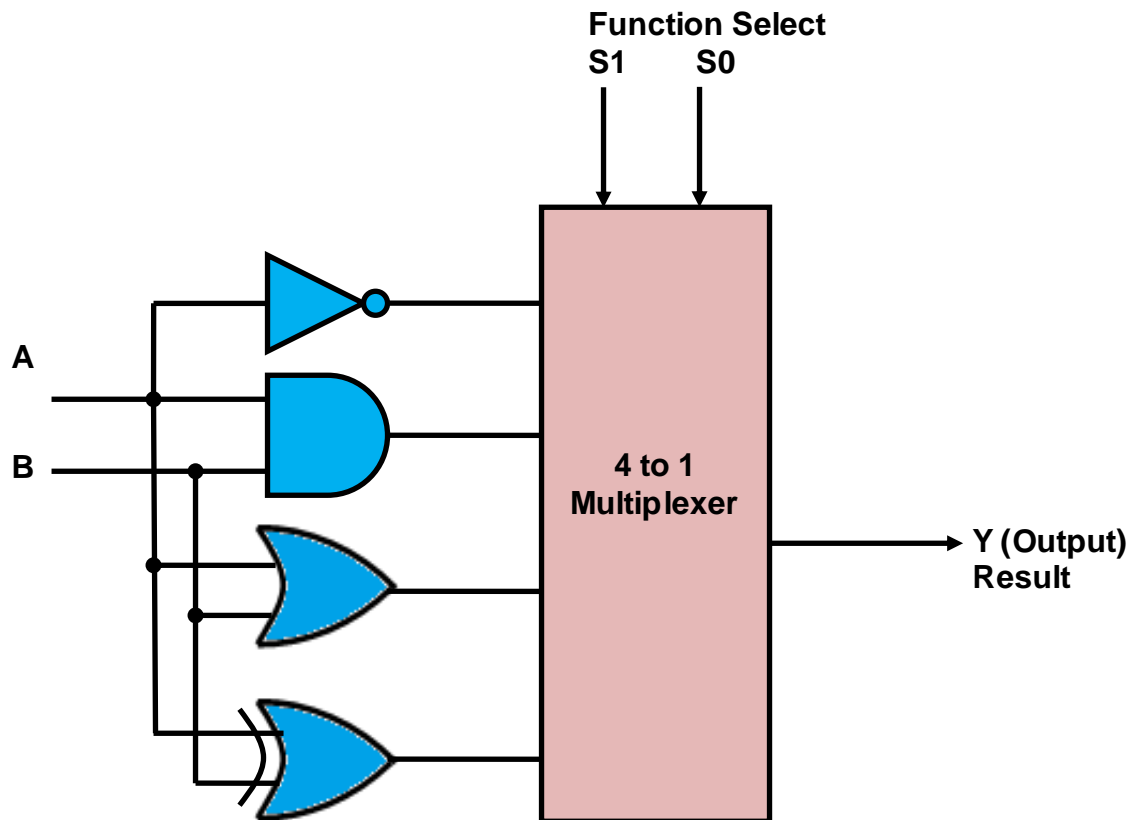 Function Select
S1 S0
A
B
4 to 1
Multiplexer
Y (Output)
Result